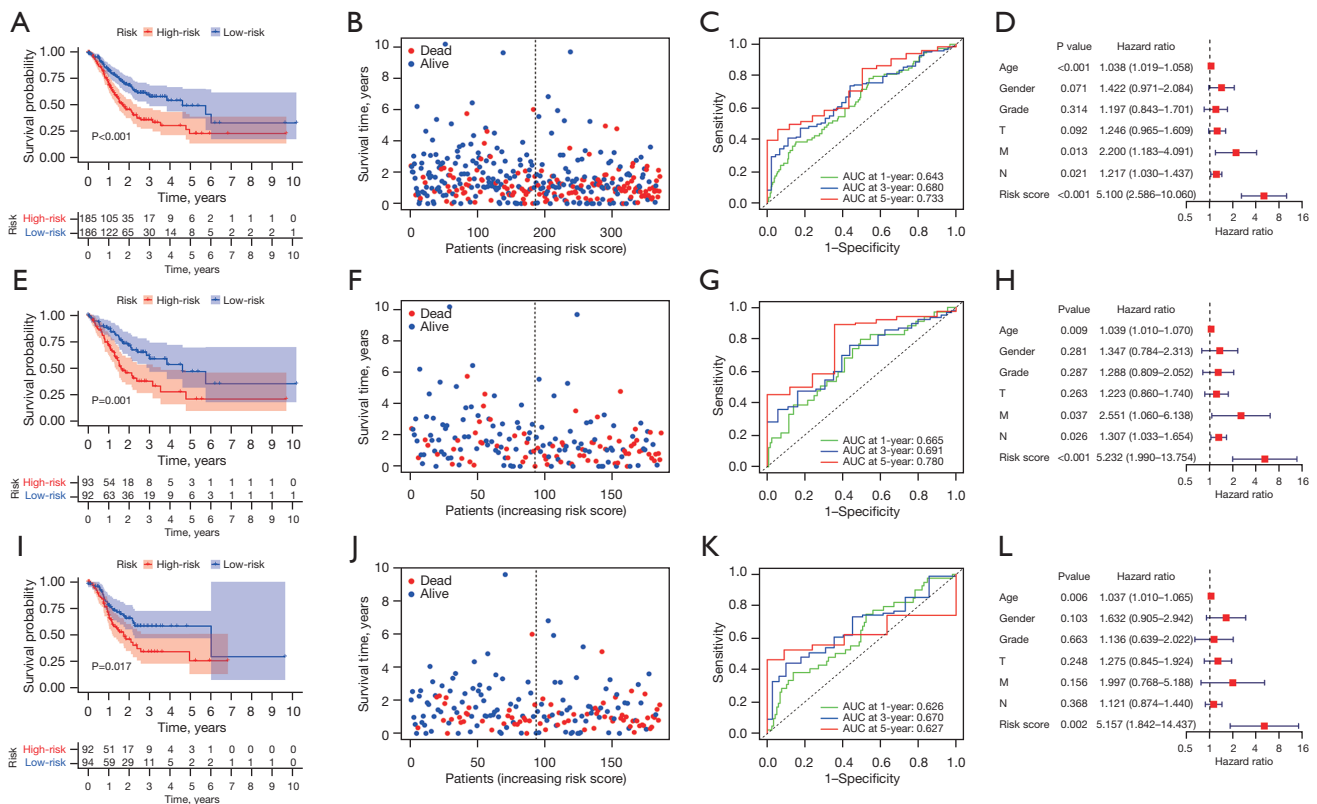 A
Risk High-risk Low-risk
Survival probability
1.00
0.75
0.50
0.25
0.00
P<0.001
0 1 2 3 4 5 6 7 8 9 10
Time, years
Risk
High-risk 185 105 35 17 9 6 2 1 1 1 0
Low-risk 186 122 65 30 14 8 5 2 2 2 1
0 1 2 3 4 5 6 7 8 9 10
Time, years
B
Survival time, years
10
8
6
4
2
0
Dead
Alive
0 100 200 300
Patients (increasing risk score)
C
Sensitivity
1.0
0.8
0.6
0.4
0.2
0.0
AUC at 1-year: 0.643
AUC at 3-year: 0.680
AUC at 5-year: 0.733
0.0 0.2 0.4 0.6 0.8 1.0
1−Specificity
D
P value Hazard ratio
Age <0.001 1.038 (1.019−1.058)
Gender 0.071 1.422 (0.971−2.084)
Grade 0.314 1.197 (0.843−1.701)
T 0.092 1.246 (0.965−1.609)
M 0.013 2.200 (1.183−4.091)
N 0.021 1.217 (1.030−1.437)
Risk score <0.001 5.100 (2.586−10.060)
0.5 1 2 4 8 16
Hazard ratio
E
Risk High-risk Low-risk
Survival probability
1.00
0.75
0.50
0.25
0.00
P=0.001
0 1 2 3 4 5 6 7 8 9 10
Time, years
Risk
High-risk 93 54 18 8 5 3 1 1 1 1 0
Low-risk 92 63 36 19 9 6 3 1 1 1 1
0 1 2 3 4 5 6 7 8 9 10
Time, years
F
Survival time, years
10
8
6
4
2
0
Dead
Alive
0 50 100 150
Patients (increasing risk score)
G
Sensitivity
1.0
0.8
0.6
0.4
0.2
0.0
AUC at 1-year: 0.665
AUC at 3-year: 0.691
AUC at 5-year: 0.780
0.0 0.2 0.4 0.6 0.8 1.0
1−Specificity
H
Pvalue Hazard ratio
Age 0.009 1.039 (1.010−1.070)
Gender 0.281 1.347 (0.784−2.313)
Grade 0.287 1.288 (0.809−2.052)
T 0.263 1.223 (0.860−1.740)
M 0.037 2.551 (1.060−6.138)
N 0.026 1.307 (1.033−1.654)
Risk score <0.001 5.232 (1.990−13.754)
0.5 1 2 4 8 16
Hazard ratio
I
Risk High-risk Low-risk
Survival probability
1.00
0.75
0.50
0.25
0.00
P=0.017
0 1 2 3 4 5 6 7 8 9 10
Time, years
Risk
High-risk 92 51 17 9 4 3 1 0 0 0 0
Low-risk 94 59 29 11 5 2 2 1 1 1 0
0 1 2 3 4 5 6 7 8 9 10
Time, years
J
Survival time, years
10
8
6
4
2
0
Dead
Alive
0 50 100 150
Patients (increasing risk score)
K
Sensitivity
1.0
0.8
0.6
0.4
0.2
0.0
AUC at 1-year: 0.626
AUC at 3-year: 0.670
AUC at 5-year: 0.627
0.0 0.2 0.4 0.6 0.8 1.0
1−Specificity
L
Pvalue Hazard ratio
Age 0.006 1.037 (1.010−1.065)
Gender 0.103 1.632 (0.905−2.942)
Grade 0.663 1.136 (0.639−2.022)
T 0.248 1.275 (0.845−1.924)
M 0.156 1.997 (0.768−5.188)
N 0.368 1.121 (0.874−1.440)
Risk score 0.002 5.157 (1.842−14.437)
0.5 1 2 4 8 16
Hazard ratio